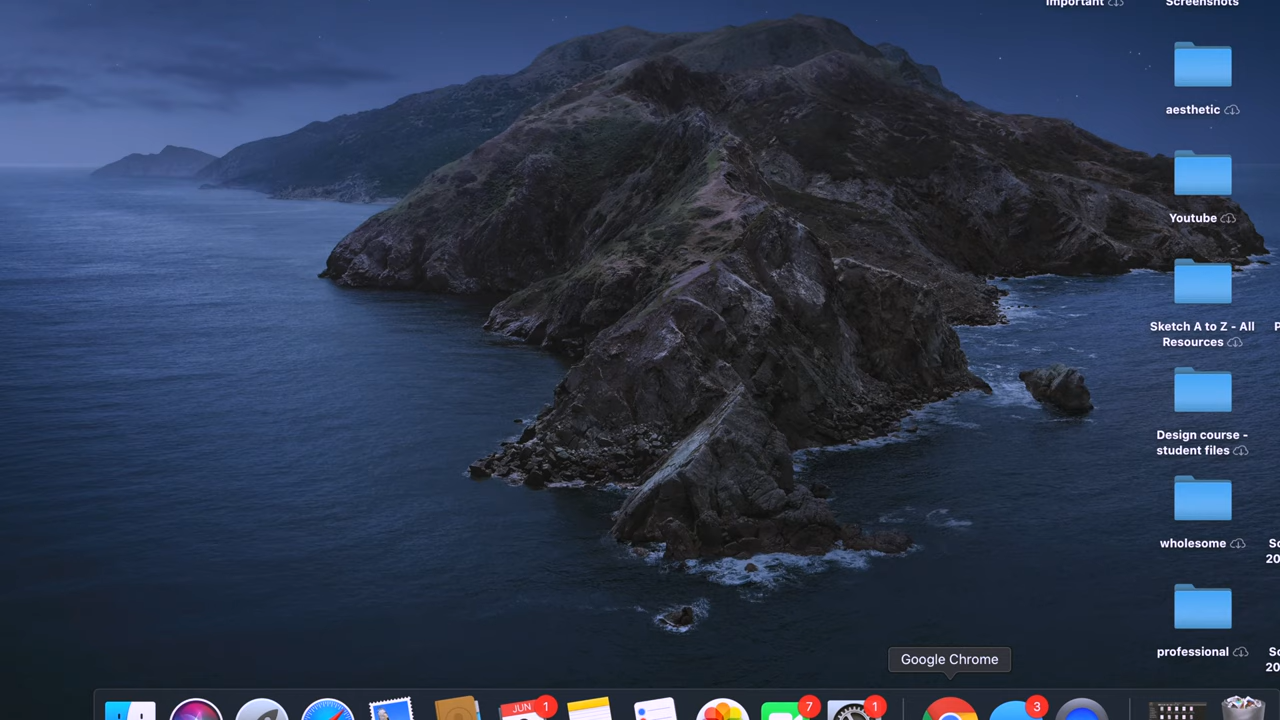 Important
Screenshots
aesthetic
Youtube
Sketch A to Z - All
Resources
Design course -
student files
wholesome
professional
Google Chrome
JUN
1
7
1
3